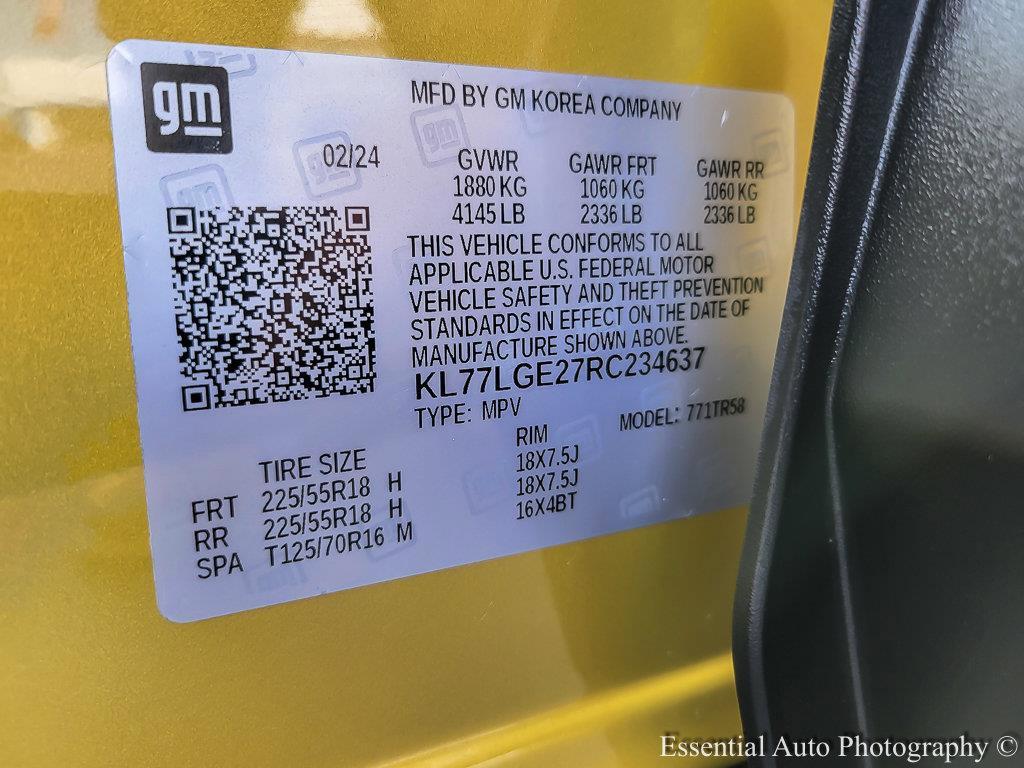 gm
MFD BY GM KOREA COMPANY
02/24
GVWR GAWR FRT GAWR RR
1880 KG 1060 KG 1060 KG
4145 LB 2336 LB 2336 LB
THIS VEHICLE CONFORMS TO ALL
APPLICABLE U.S. FEDERAL MOTOR
VEHICLE SAFETY AND THEFT PREVENTION
STANDARDS IN EFFECT ON THE DATE OF
MANUFACTURE SHOWN ABOVE.
KL77LGE27RC234637
TYPE: MPV MODEL: 771TR58
TIRE SIZE RIM
FRT 225/55R18 H 18X7.5J
RR 225/55R18 H 18X7.5J
SPA T125/70R16 M 16X4BT
Essential Auto Photography ©